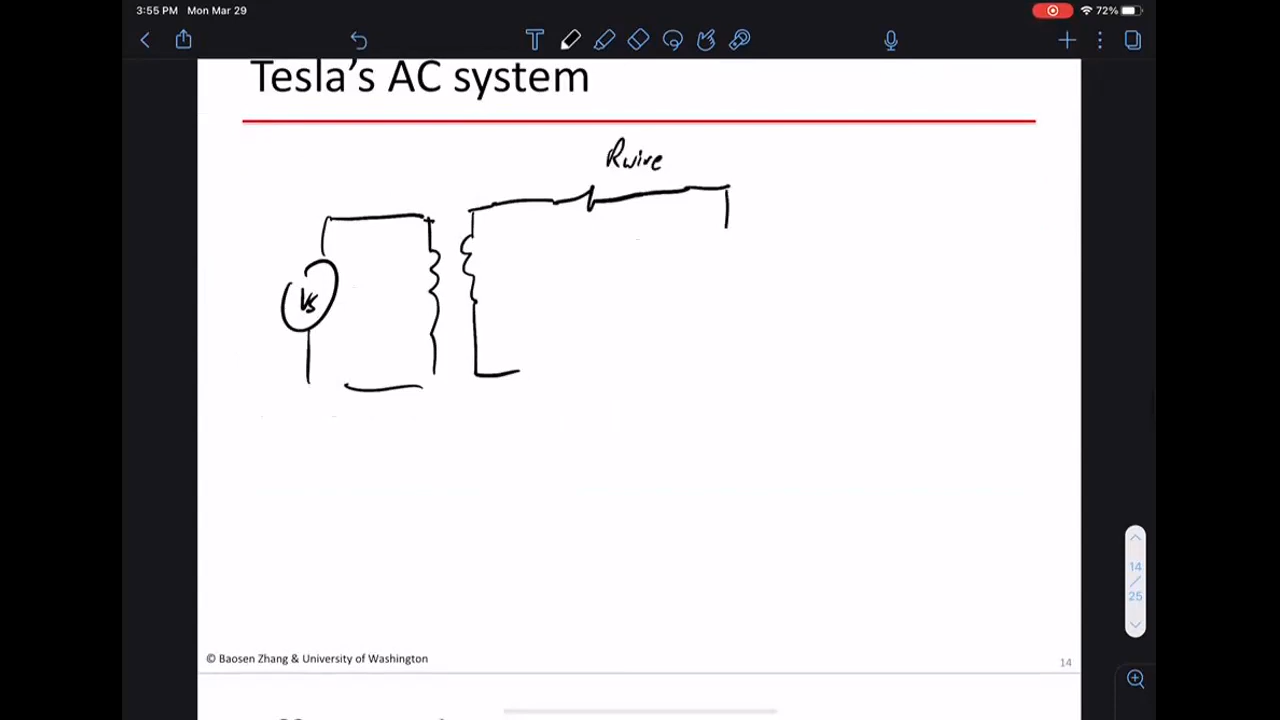 3:55 PM Mon Mar 29
72%
Tesla's AC system
Rwire
Vs
14
25
© Baosen Zhang & University of Washington
14